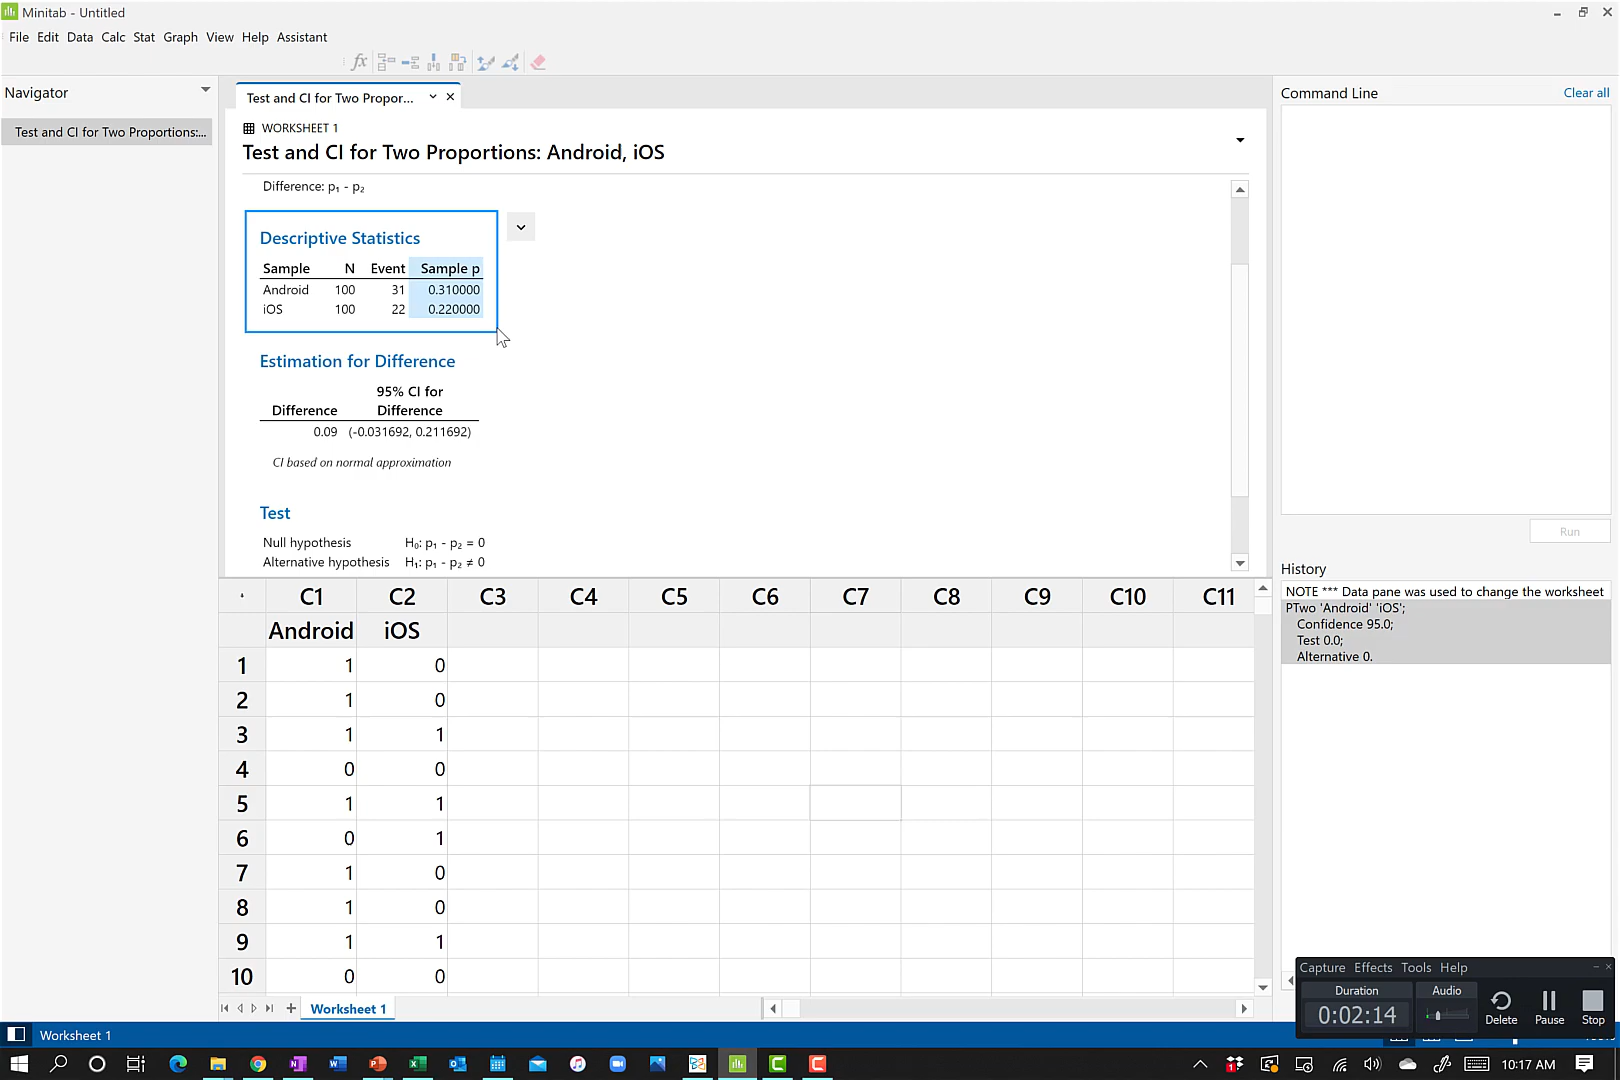 Minitab - Untitled
File Edit Data Calc Stat Graph View Help Assistant
fx
Navigator
Test and CI for Two Proportions:...
Test and CI for Two Propor...
WORKSHEET 1
Test and CI for Two Proportions: Android, iOS
Difference: p₁ - p₂
Descriptive Statistics
Sample N Event Sample p
Android 100 31 0.310000
iOS 100 22 0.220000
Estimation for Difference
95% CI for
Difference Difference
0.09 (-0.031692, 0.211692)
CI based on normal approximation
Test
Null hypothesis H₀: p₁ - p₂ = 0
Alternative hypothesis H₁: p₁ - p₂ ≠ 0
C1 C2 C3 C4 C5 C6 C7 C8 C9 C10 C11
Android iOS
1 1 0
2 1 0
3 1 1
4 0 0
5 1 1
6 0 1
7 1 0
8 1 0
9 1 1
10 0 0
Worksheet 1
Command Line Clear all
Run
History
NOTE *** Data pane was used to change the worksheet
PTwo 'Android' 'iOS';
Confidence 95.0;
Test 0.0;
Alternative 0.
Capture Effects Tools Help
Duration Audio
0:02:14
Delete Pause Stop
Worksheet 1
10:17 AM